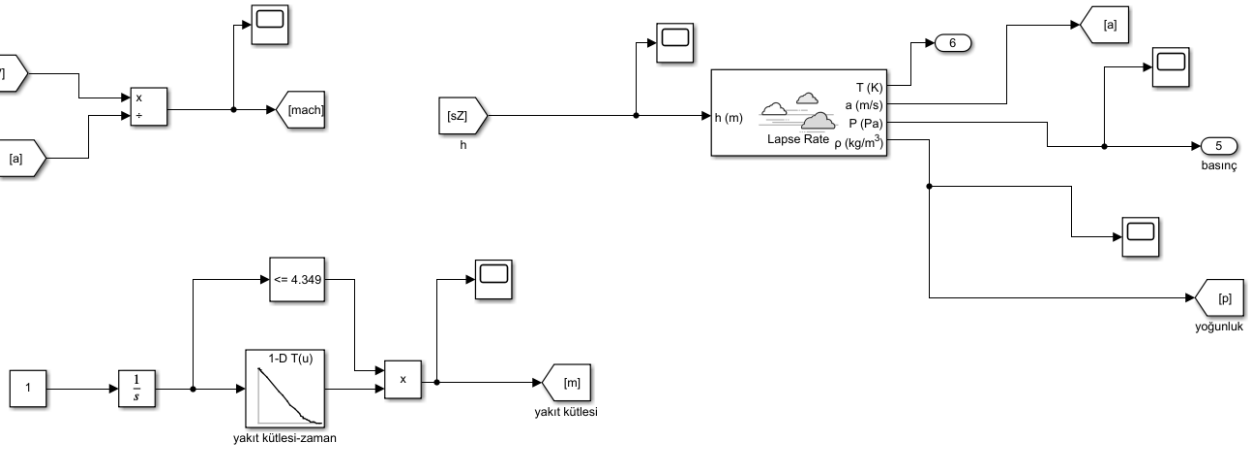 [a]
6
T (K)
a (m/s)
P (Pa)
ρ (kg/m³)
h (m)
Lapse Rate
[sZ]
h
x
÷
[mach]
[a]
5
basınç
[p]
yoğunluk
<= 4.349
1
1
s
1-D T(u)
yakıt kütlesi-zaman
x
[m]
yakıt kütlesi